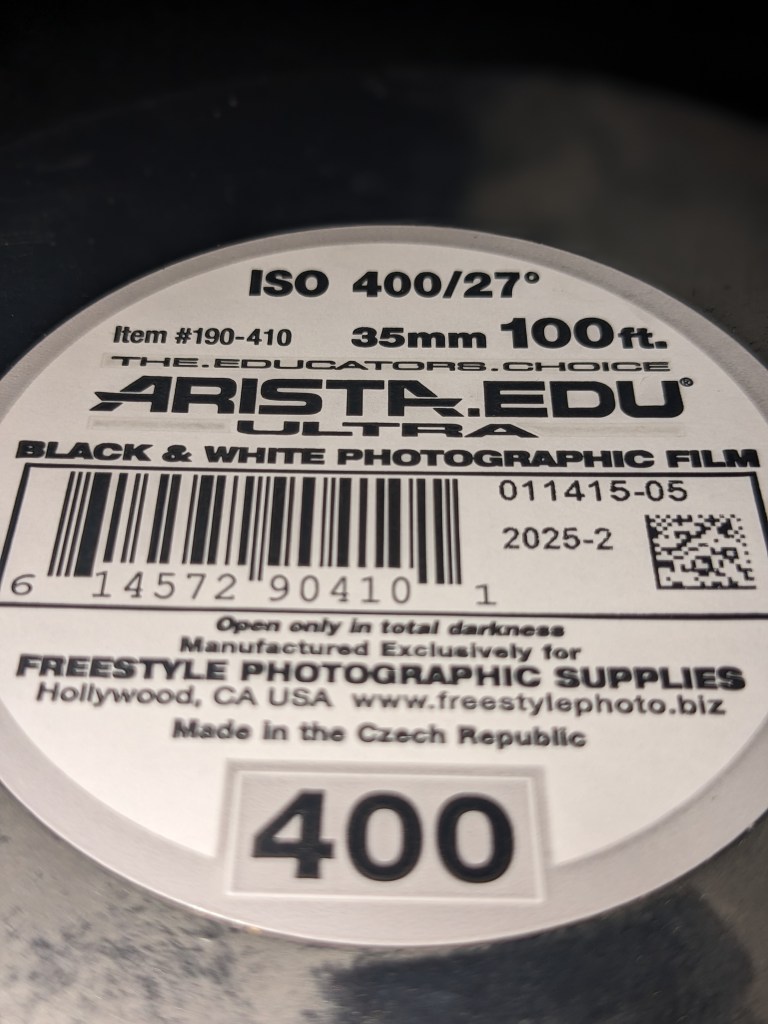 ISO 400/27°
Item #190-410 35mm 100ft.
THE.EDUCATORS.CHOICE
ARISTA.EDU®
ULTRA
BLACK & WHITE PHOTOGRAPHIC FILM
011415-05
2025-2
6 14572 90410 1
Open only in total darkness
Manufactured Exclusively for
FREESTYLE PHOTOGRAPHIC SUPPLIES
Hollywood, CA USA www.freestylephoto.biz
Made in the Czech Republic
400